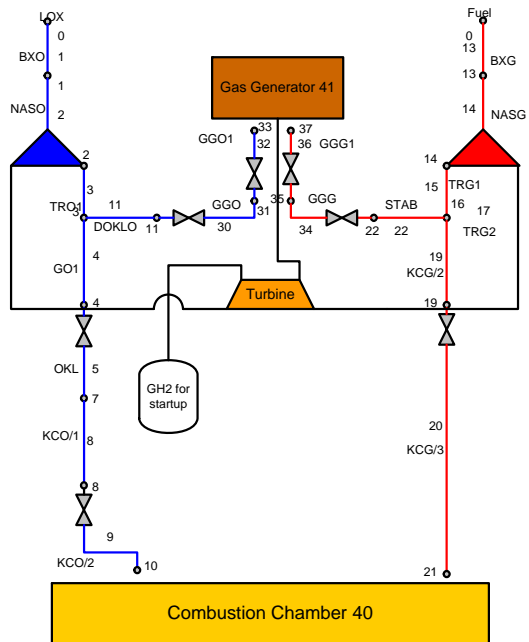 LOX
Fuel
0
0
BXO
1
13
BXG
1
13
Gas Generator 41
NASO
2
14
NASG
33
37
GGO1
32
36
GGG1
2
14
3
15
TRG1
TRO1
3
11
DOKLO
11
GGO
30
31
35
GGG
34
STAB
22
22
16
17
TRG2
4
GO1
19
KCG/2
Turbine
4
19
OKL
5
7
GH2 for
startup
KCO/1
8
20
KCG/3
8
9
KCO/2
10
21
Combustion Chamber 40